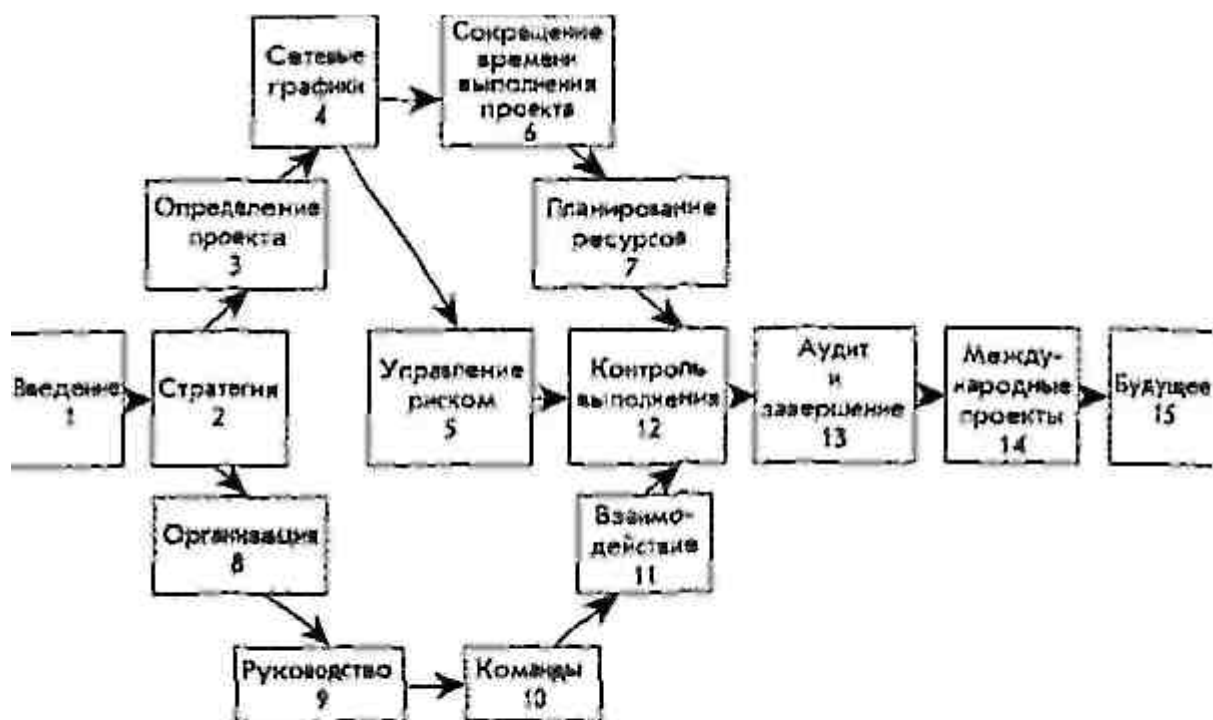 Сетевые
графики
4
Сокращение
времени
выполнения
проекта
6
Определение
проекта
3
Планирование
ресурсов
7
Введение
1
Стратегия
2
Управление
риском
5
Контроль
выполнения
12
Аудит
и
завершение
13
Между-
народные
проекты
14
Будущее
15
Организация
8
Взаимо-
действие
11
Руководство
9
Команды
10